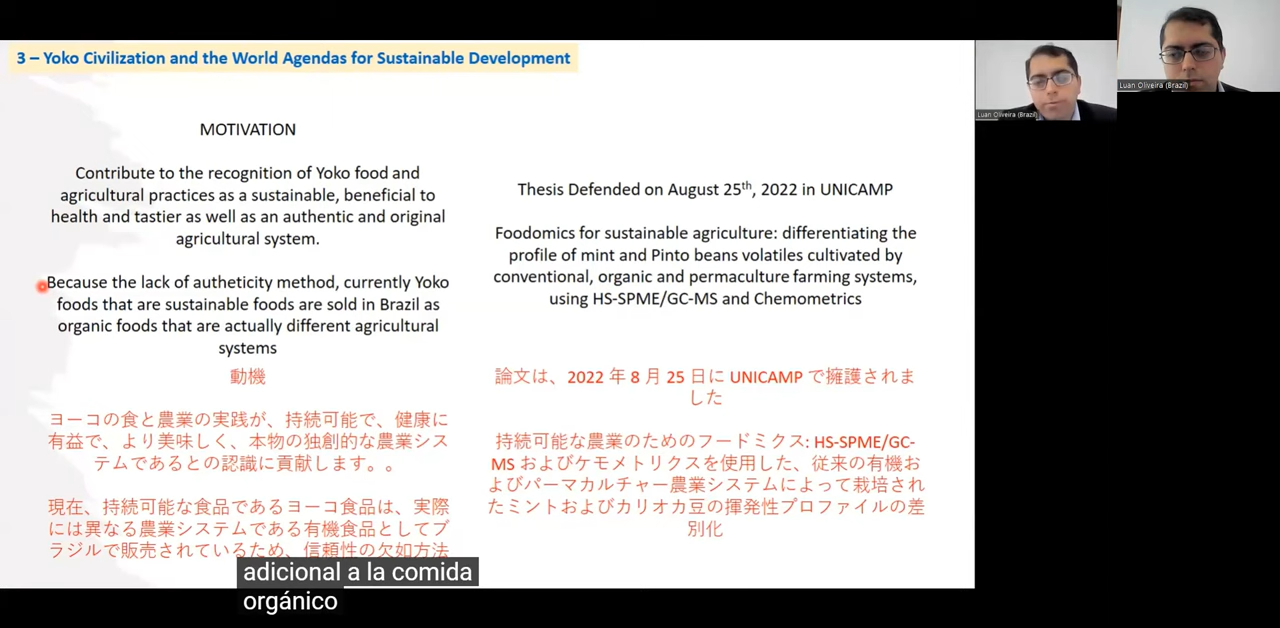 3 – Yoko Civilization and the World Agendas for Sustainable Development
MOTIVATION
Contribute to the recognition of Yoko food and
agricultural practices as a sustainable, beneficial to
health and tastier as well as an authentic and original
agricultural system.
Because the lack of autheticity method, currently Yoko
foods that are sustainable foods are sold in Brazil as
organic foods that are actually different agricultural
systems
動機
ヨーコの食と農業の実践が、持続可能で、健康に
有益で、より美味しく、本物の独創的な農業シス
テムであるとの認識に貢献します。。
現在、持続可能な食品であるヨーコ食品は、実際
には異なる農業システムである有機食品としてブ
ラジルで販売されているため、信頼性の欠如方法
Thesis Defended on August 25th, 2022 in UNICAMP
Foodomics for sustainable agriculture: differentiating the
profile of mint and Pinto beans volatiles cultivated by
conventional, organic and permaculture farming systems,
using HS-SPME/GC-MS and Chemometrics
論文は、2022 年 8 月 25 日に UNICAMP で擁護されま
した
持続可能な農業のためのフードミクス: HS-SPME/GC-
MS およびケモメトリクスを使用した、従来の有機お
よびパーマカルチャー農業システムによって栽培され
たミントおよびカリオカ豆の揮発性プロファイルの差
別化
adicional a la comida
orgánico
Luan Oliveira (Brazil)
Luan Oliveira (Brazil)